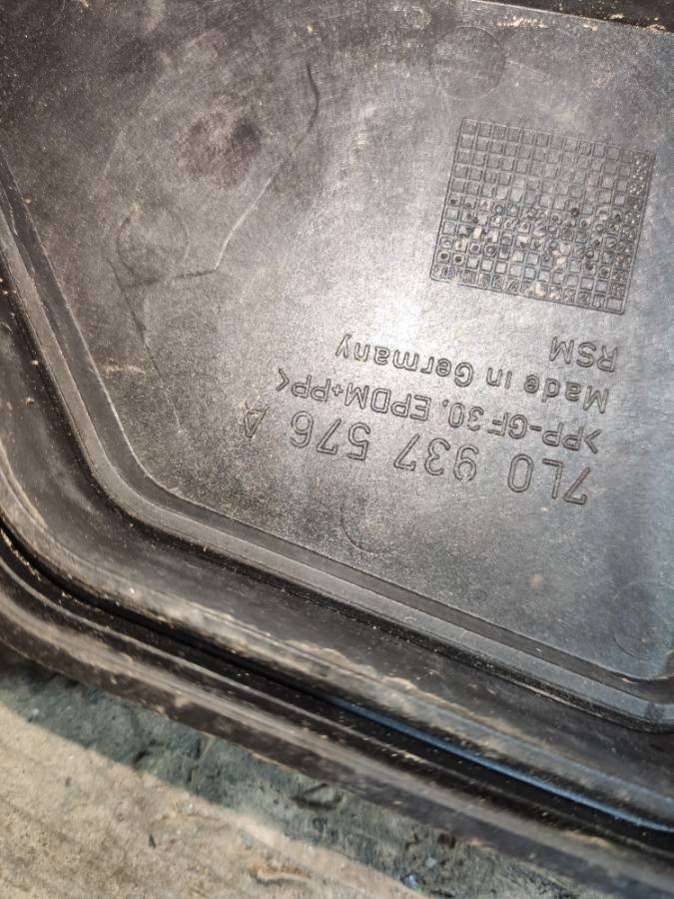 7L0 937 576 A
>PP-GF30, EPDM+PP<
Made in Germany
RSM